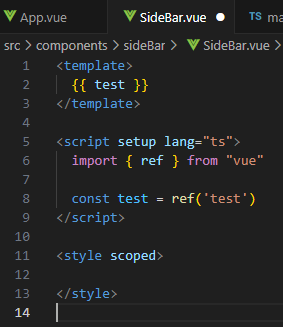 App.vue SideBar.vue TS ma
src > components > sideBar > SideBar.vue
1 <template>
2 {{ test }}
3 </template>
4
5 <script setup lang="ts">
6 import { ref } from "vue"
7
8 const test = ref('test')
9 </script>
10
11 <style scoped>
12
13 </style>
14